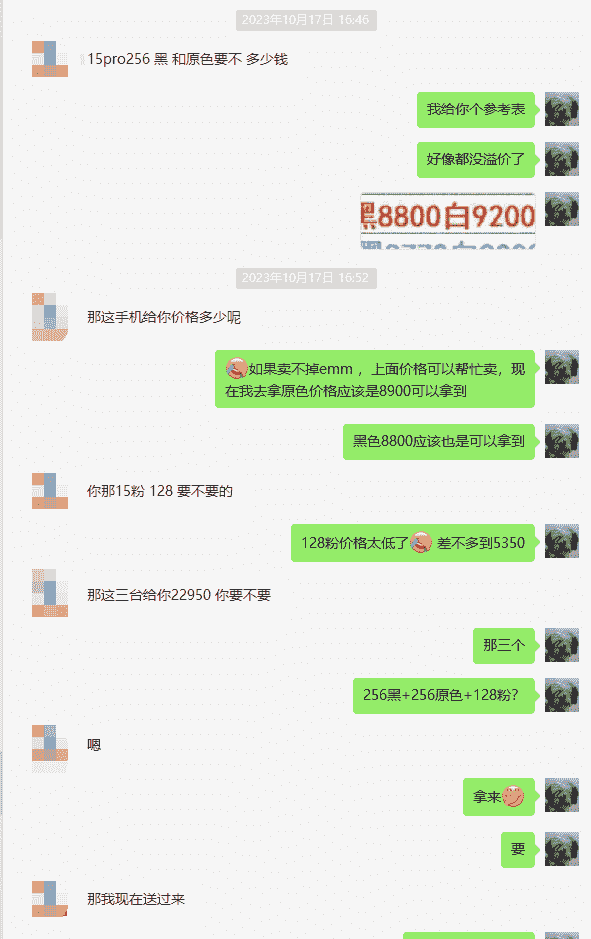 2023年10月17日 16:46
15pro256 黑 和原色要不 多少钱
我给你个参考表
好像都没溢价了
黑8800白9200
2023年10月17日 16:52
那这手机给你价格多少呢
如果卖不掉emm ，上面价格可以帮忙卖，现
在我去拿原色价格应该是8900可以拿到
黑色8800应该也是可以拿到
你那15粉 128 要不要的
128粉价格太低了 差不多到5350
那这三台给你22950 你要不要
那三个
256黑+256原色+128粉?
嗯
拿来
要
那我现在送过来